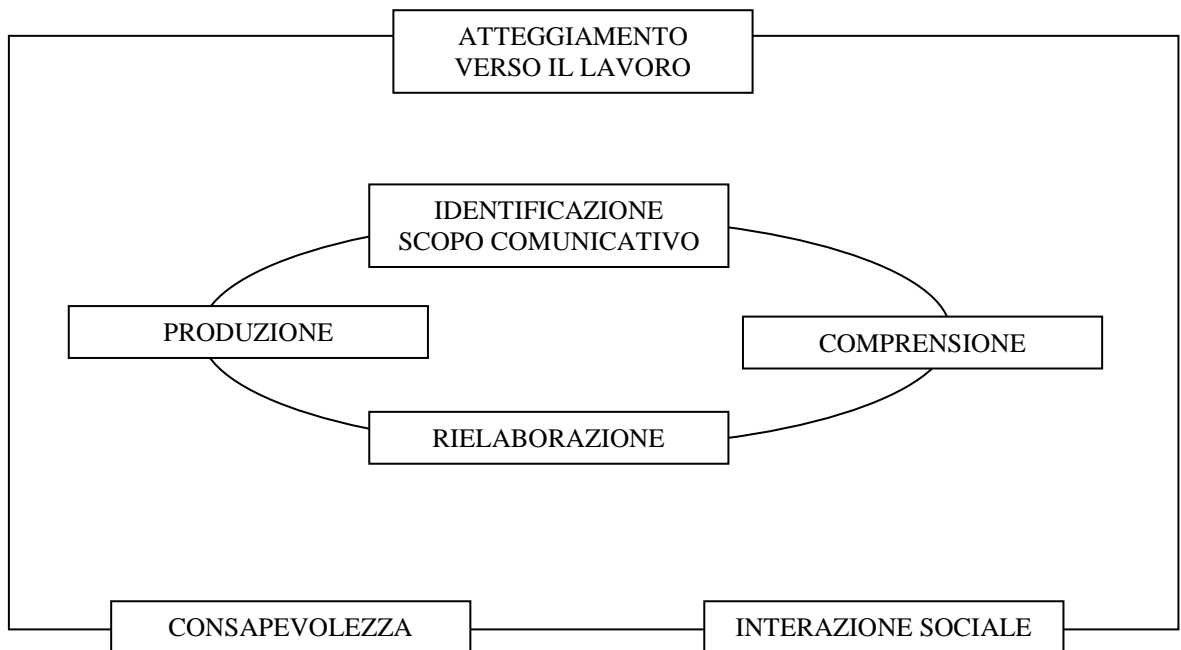 ATTEGGIAMENTO
VERSO IL LAVORO
IDENTIFICAZIONE
SCOPO COMUNICATIVO
PRODUZIONE
COMPRENSIONE
RIELABORAZIONE
CONSAPEVOLEZZA
INTERAZIONE SOCIALE